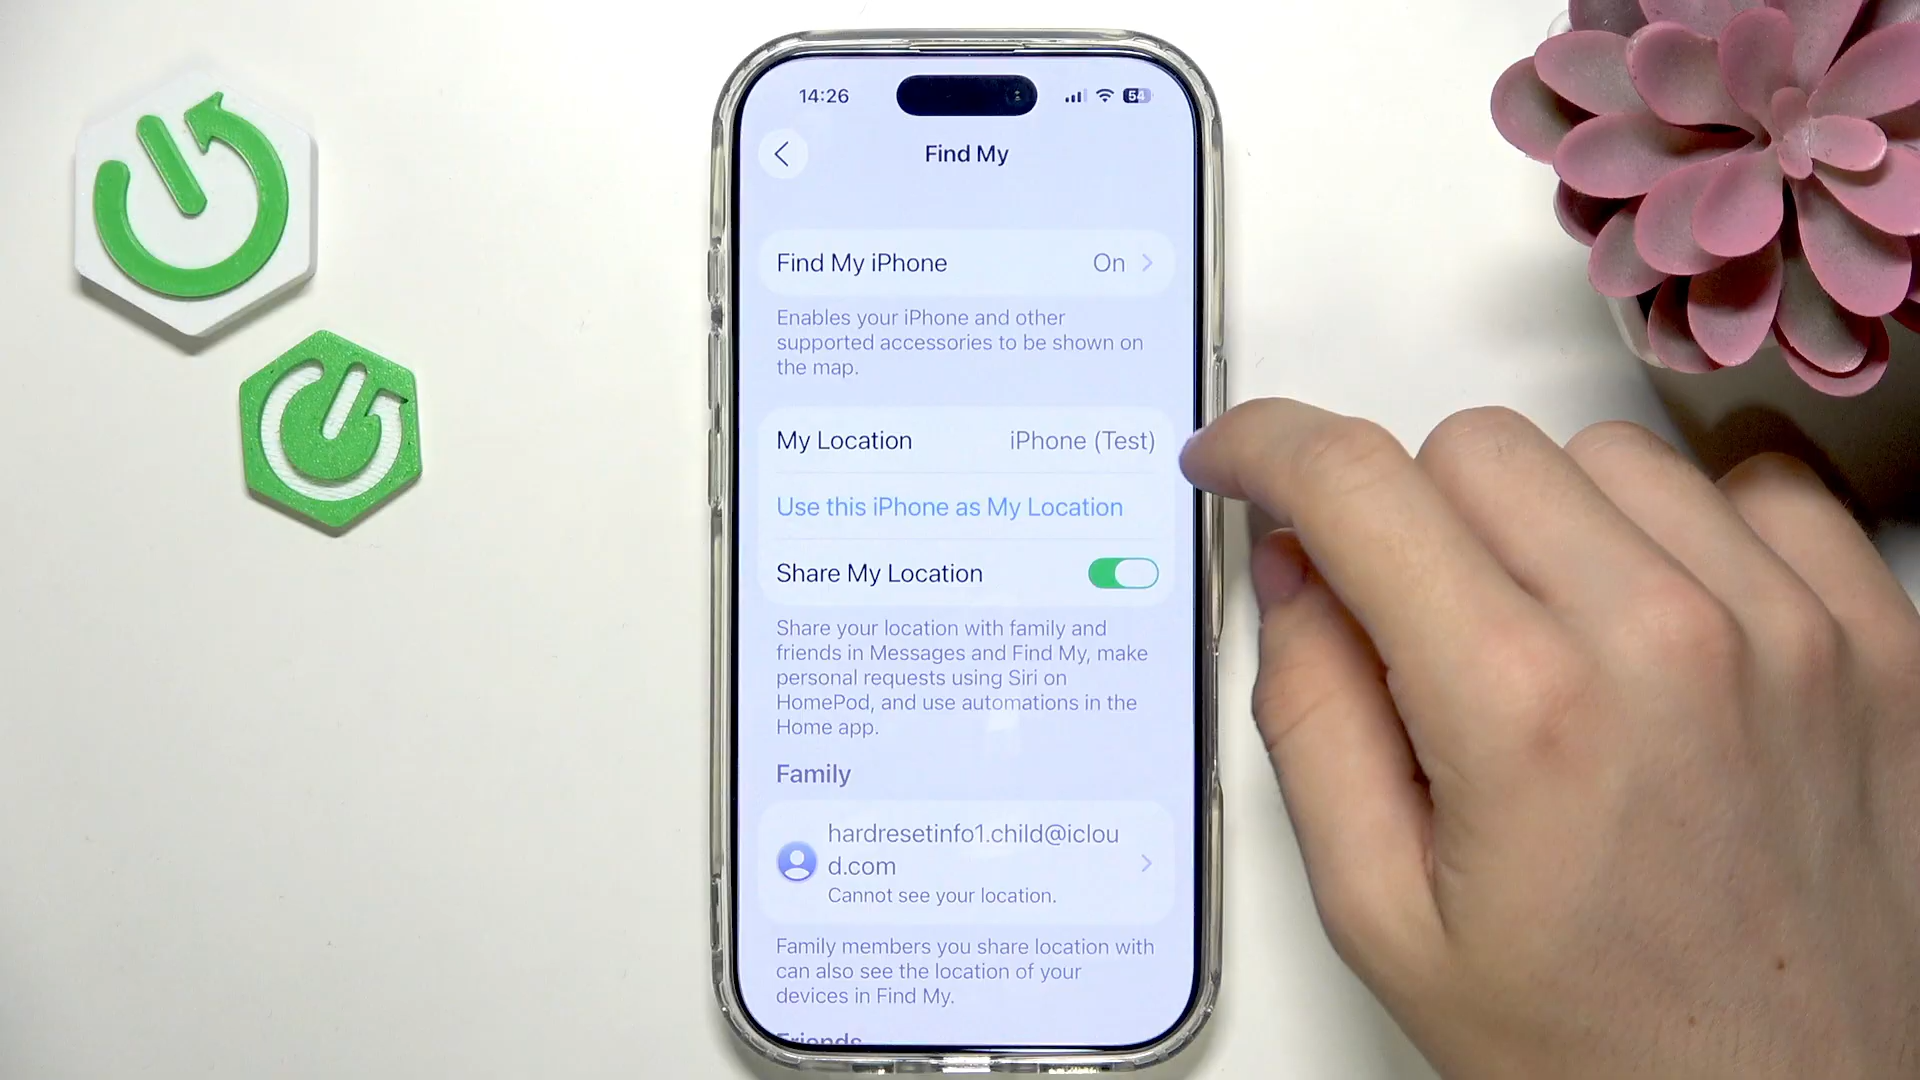 14:26
54
Find My
Find My iPhone On
Enables your iPhone and other
supported accessories to be shown on
the map.
My Location iPhone (Test)
Use this iPhone as My Location
Share My Location
Share your location with family and
friends in Messages and Find My, make
personal requests using Siri on
HomePod, and use automations in the
Home app.
Family
hardresetinfo1.child@iclou
d.com
Cannot see your location.
Family members you share location with
can also see the location of your
devices in Find My.
Friends